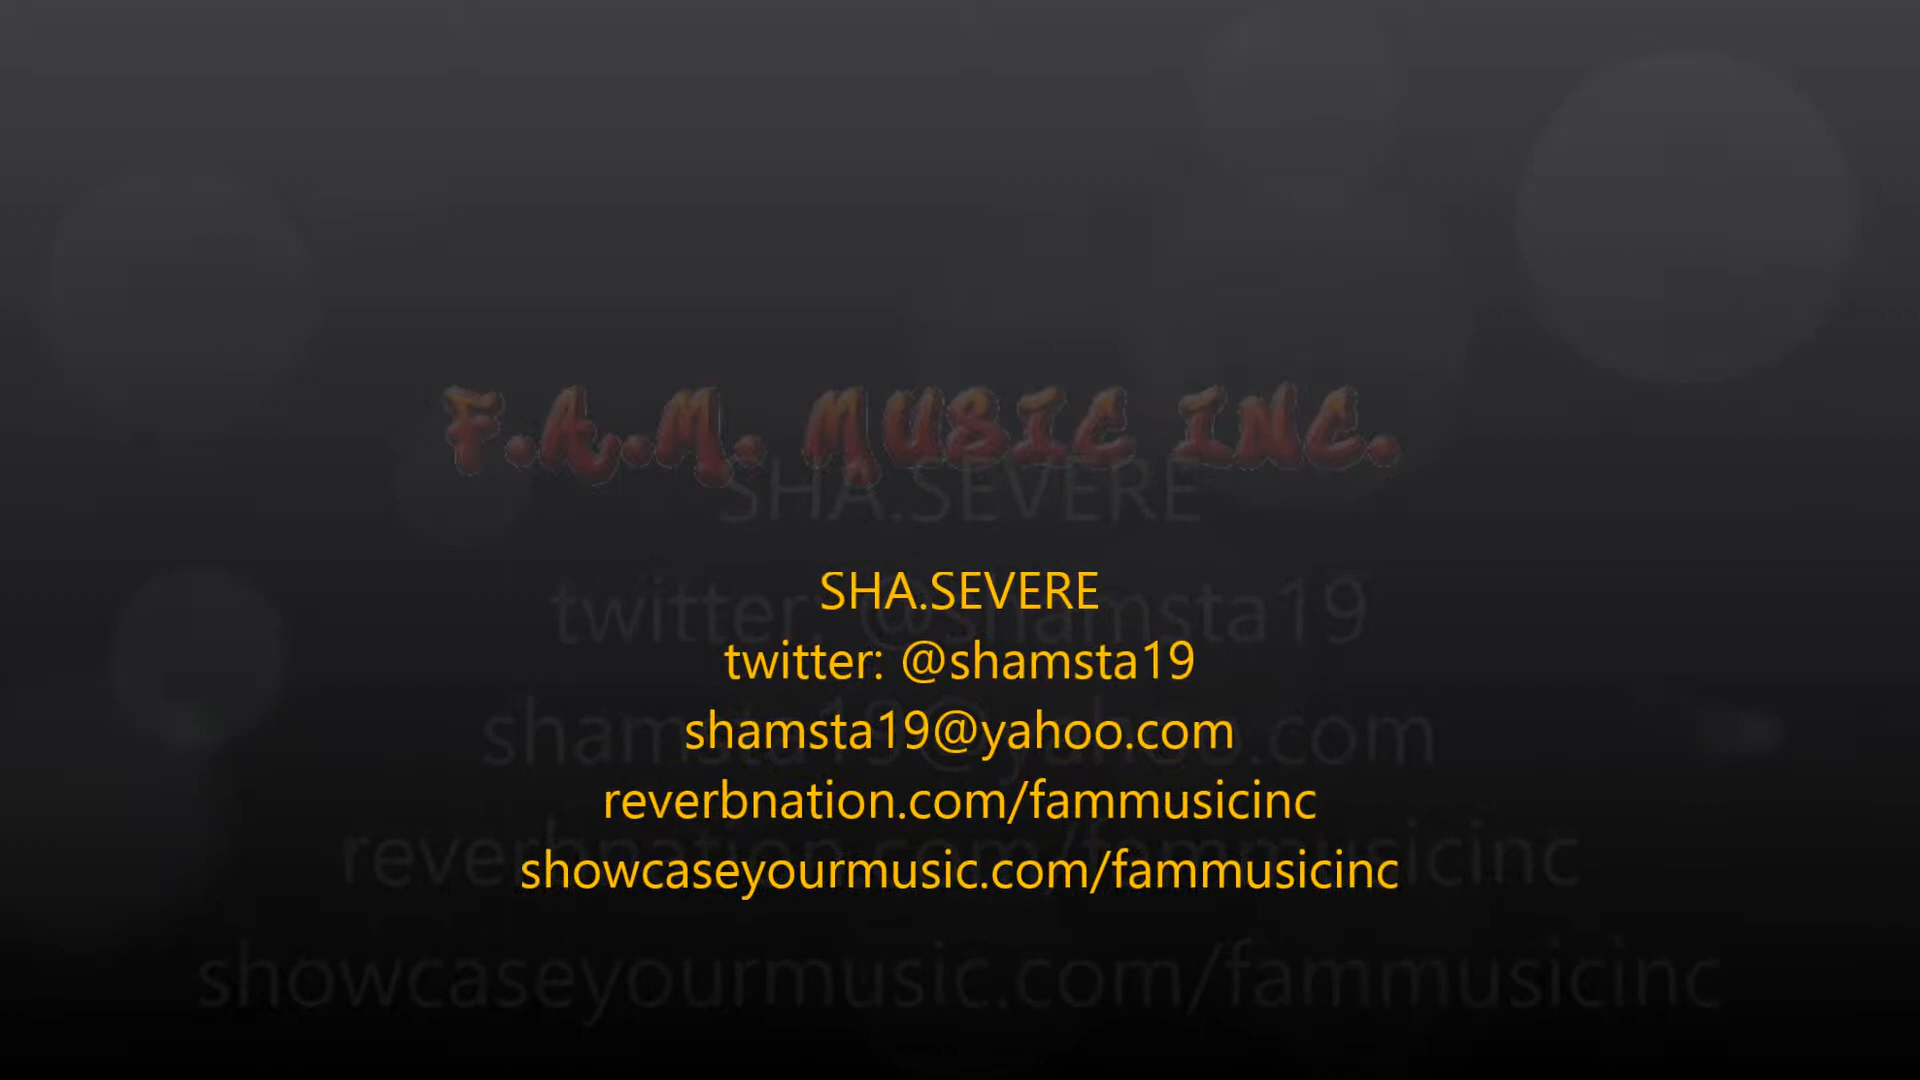 F.A.M. MUSIC INC.
SHA.SEVERE
twitter: @shamsta19
shamsta19@yahoo.com
reverbnation.com/fammusicinc
showcaseyourmusic.com/fammusicinc